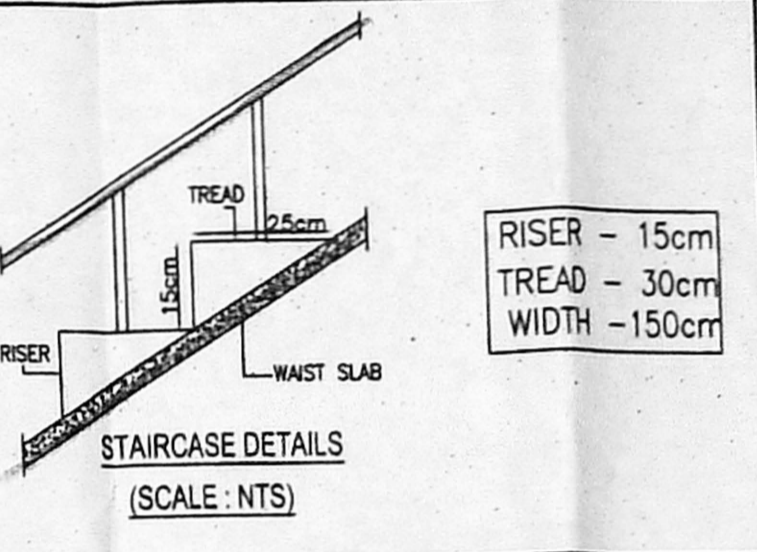 TREAD
25cm
15cm
RISER
WAIST SLAB
STAIRCASE DETAILS
(SCALE : NTS)
RISER - 15cm
TREAD - 30cm
WIDTH -150cm